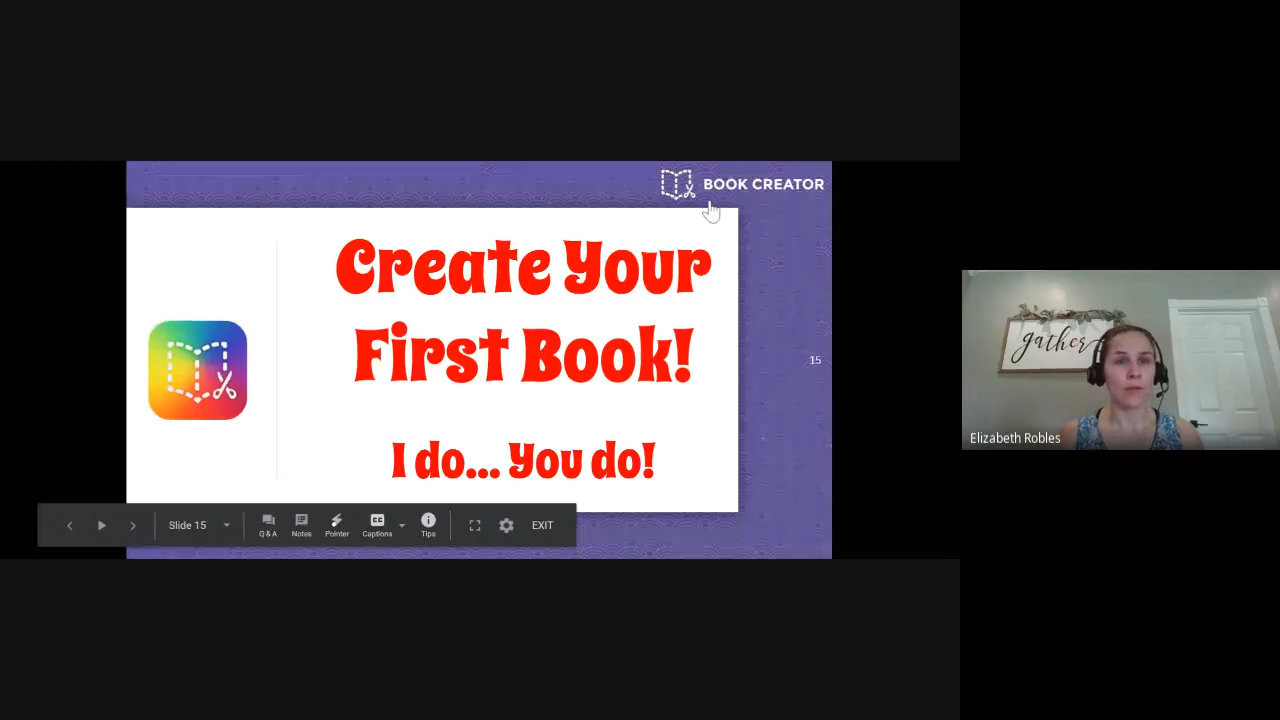 BOOK CREATOR
Create Your
First Book!
I do... You do!
15
Slide 15
Q & A
Notes
Pointer
CC
Captions
Tips
EXIT
gather
Elizabeth Robles